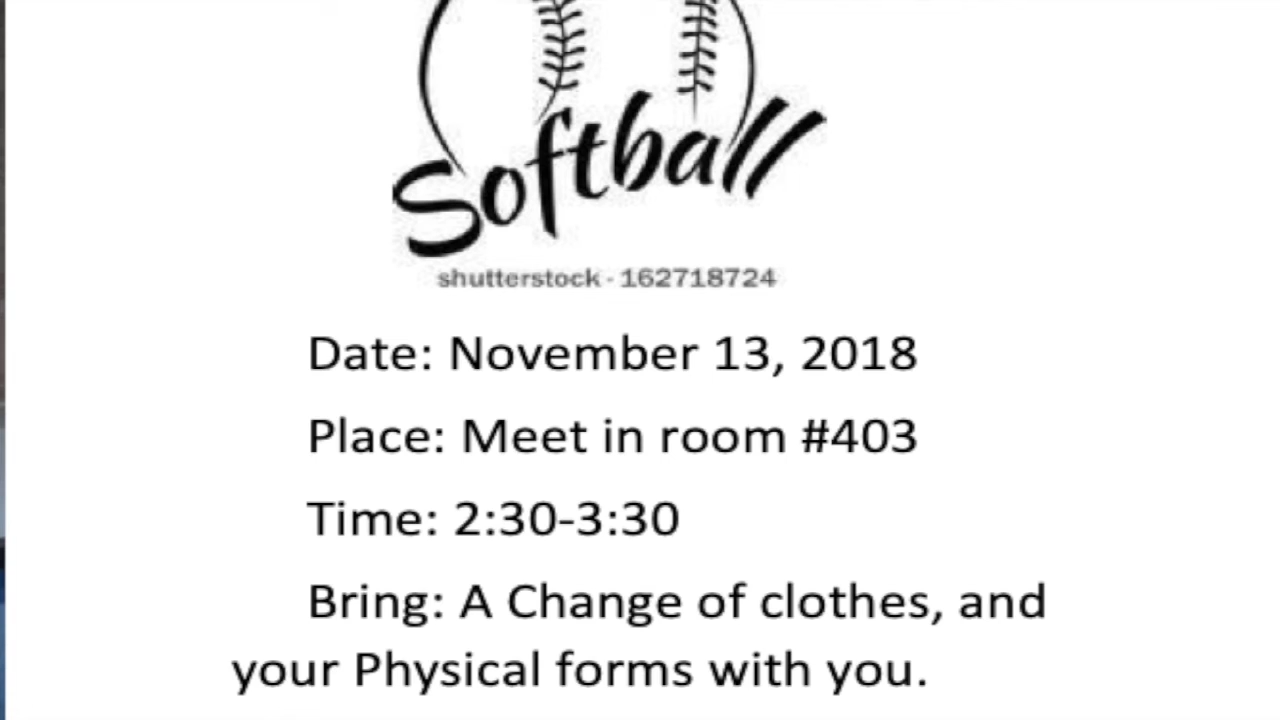 Softball
shutterstock · 162718724
Date: November 13, 2018
Place: Meet in room #403
Time: 2:30-3:30
Bring: A Change of clothes, and
your Physical forms with you.